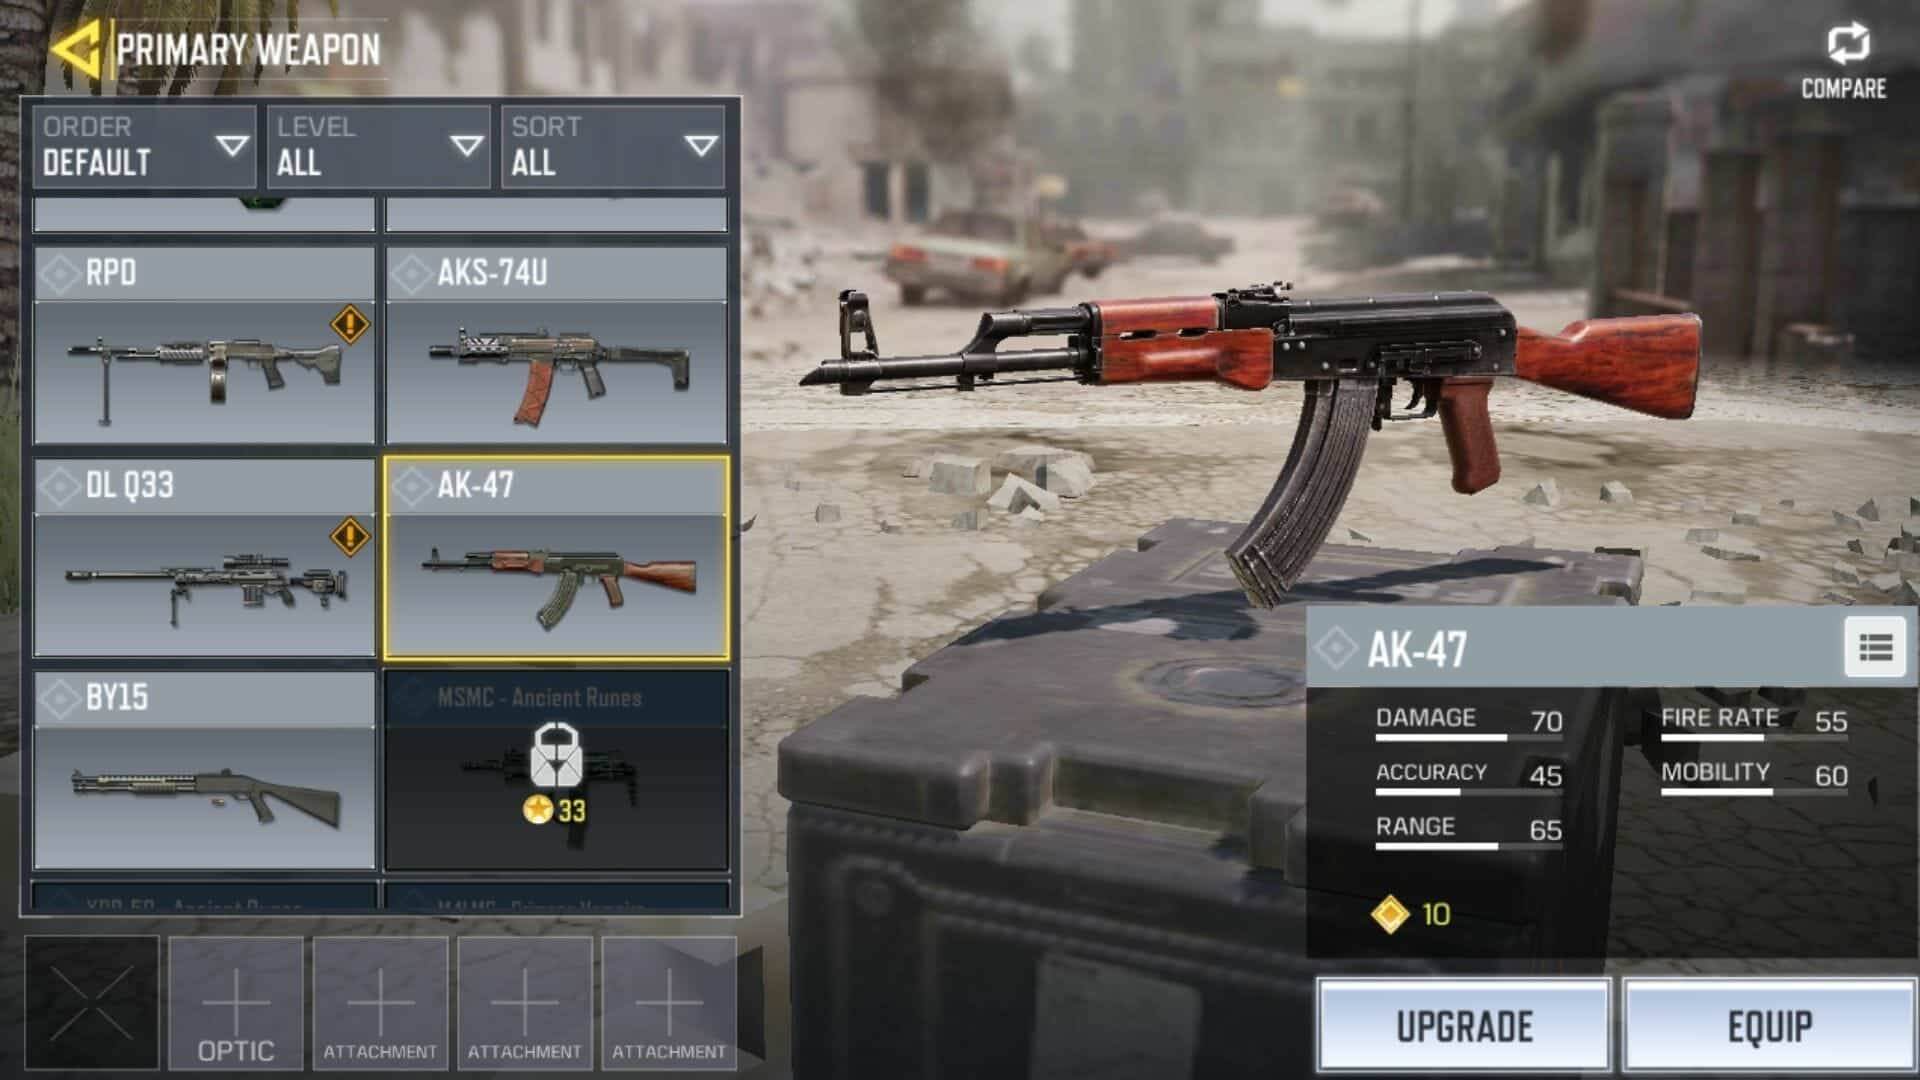 PRIMARY WEAPON
COMPARE
ORDER
DEFAULT
LEVEL
ALL
SORT
ALL
RPD
AKS-74U
DL Q33
AK-47
BY15
MSMC - Ancient Runes
33
OPTIC
ATTACHMENT
ATTACHMENT
ATTACHMENT
AK-47
DAMAGE 70
FIRE RATE 55
ACCURACY 45
MOBILITY 60
RANGE 65
10
UPGRADE
EQUIP